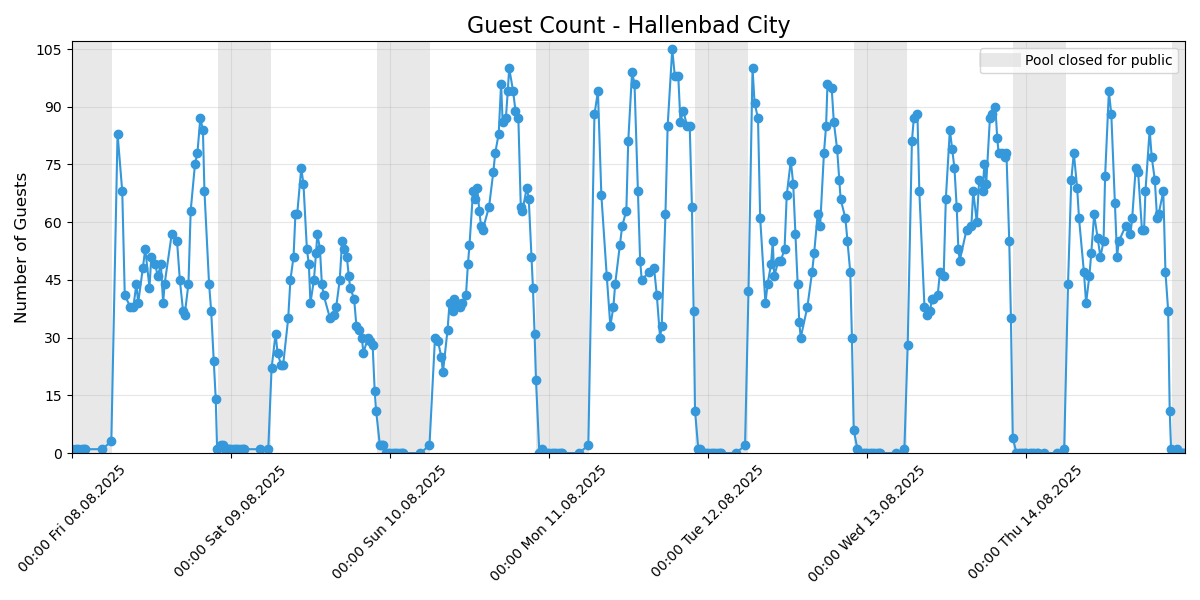 Guest Count - Hallenbad City
Pool closed for public
Number of Guests
105
90
75
60
45
30
15
0
00:00 Fri 08.08.2025
00:00 Sat 09.08.2025
00:00 Sun 10.08.2025
00:00 Mon 11.08.2025
00:00 Tue 12.08.2025
00:00 Wed 13.08.2025
00:00 Thu 14.08.2025